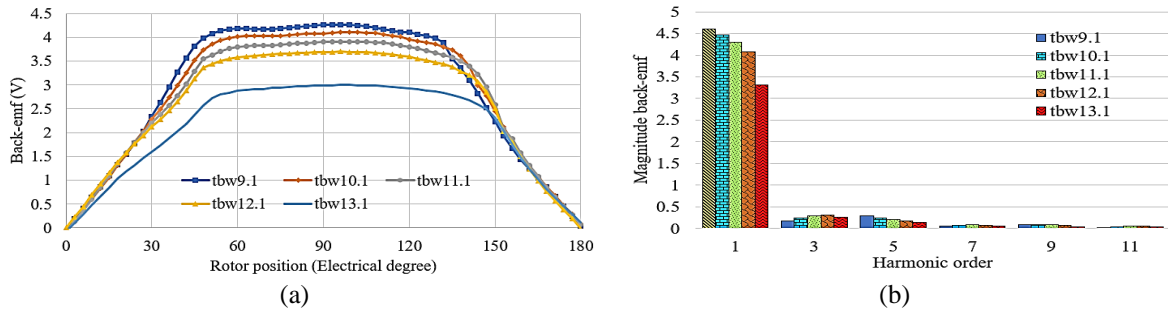 4.5
4
3.5
3
2.5
2
1.5
1
0.5
0
Back-emf (V)
tbw9.1 tbw10.1 tbw11.1
tbw12.1 tbw13.1
0 30 60 90 120 150 180
Rotor position (Electrical degree)
(a)
5
4.5
4
3.5
3
2.5
2
1.5
1
0.5
0
Magnitude back-emf
tbw9.1
tbw10.1
tbw11.1
tbw12.1
tbw13.1
1 3 5 7 9 11
Harmonic order
(b)